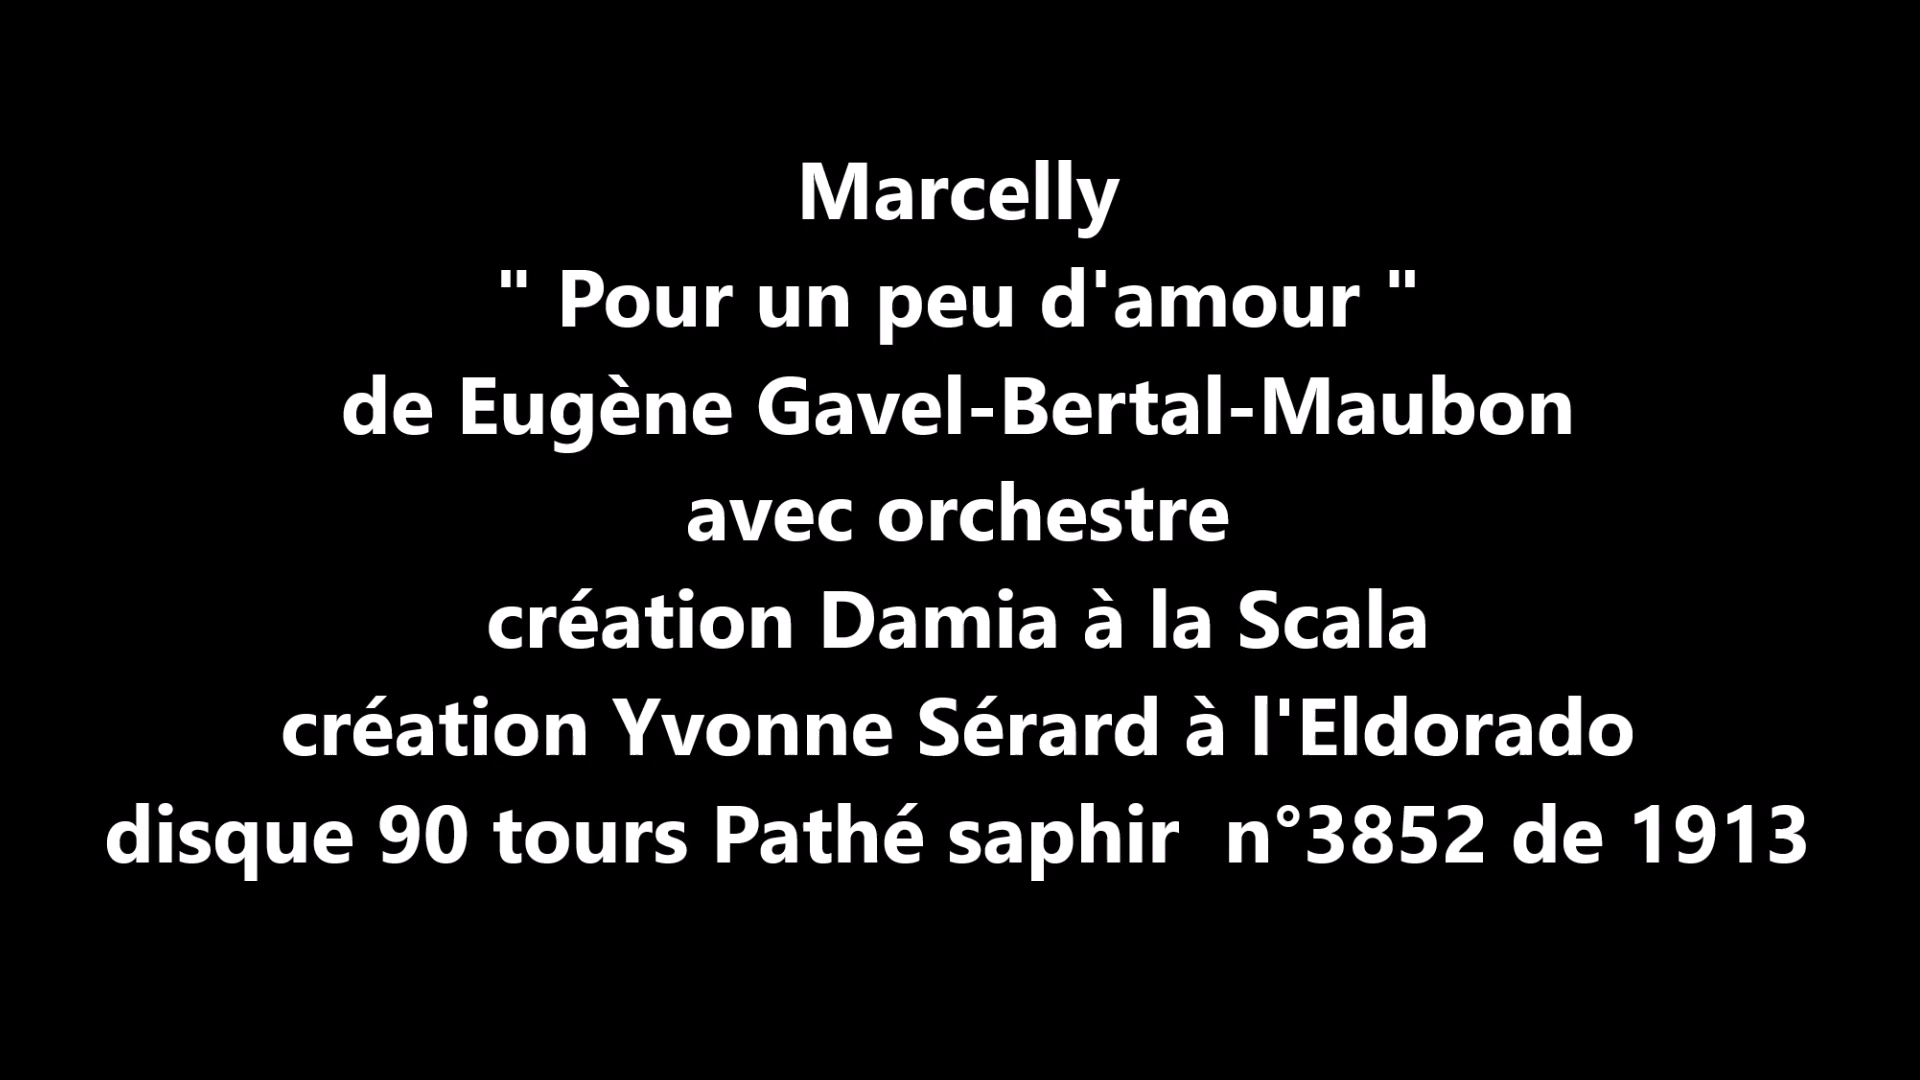 Marcelly
" Pour un peu d'amour "
de Eugène Gavel-Bertal-Maubon
avec orchestre
création Damia à la Scala
création Yvonne Sérard à l'Eldorado
disque 90 tours Pathé saphir  n°3852 de 1913